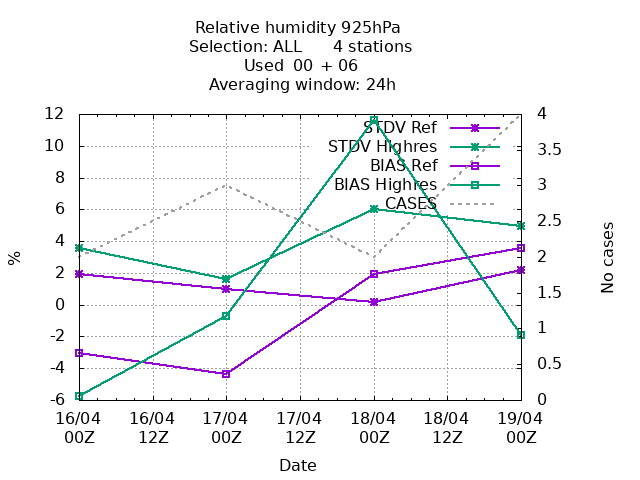 Relative humidity 925hPa
Selection: ALL 4 stations
Used 00 + 06
Averaging window: 24h
STDV Ref
STDV Highres
BIAS Ref
BIAS Highres
CASES
12
10
8
6
4
2
0
-2
-4
-6
%
4
3.5
3
2.5
2
1.5
1
0.5
0
No cases
16/04 16/04 17/04 17/04 18/04 18/04 19/04
00Z 12Z 00Z 12Z 00Z 12Z 00Z
Date